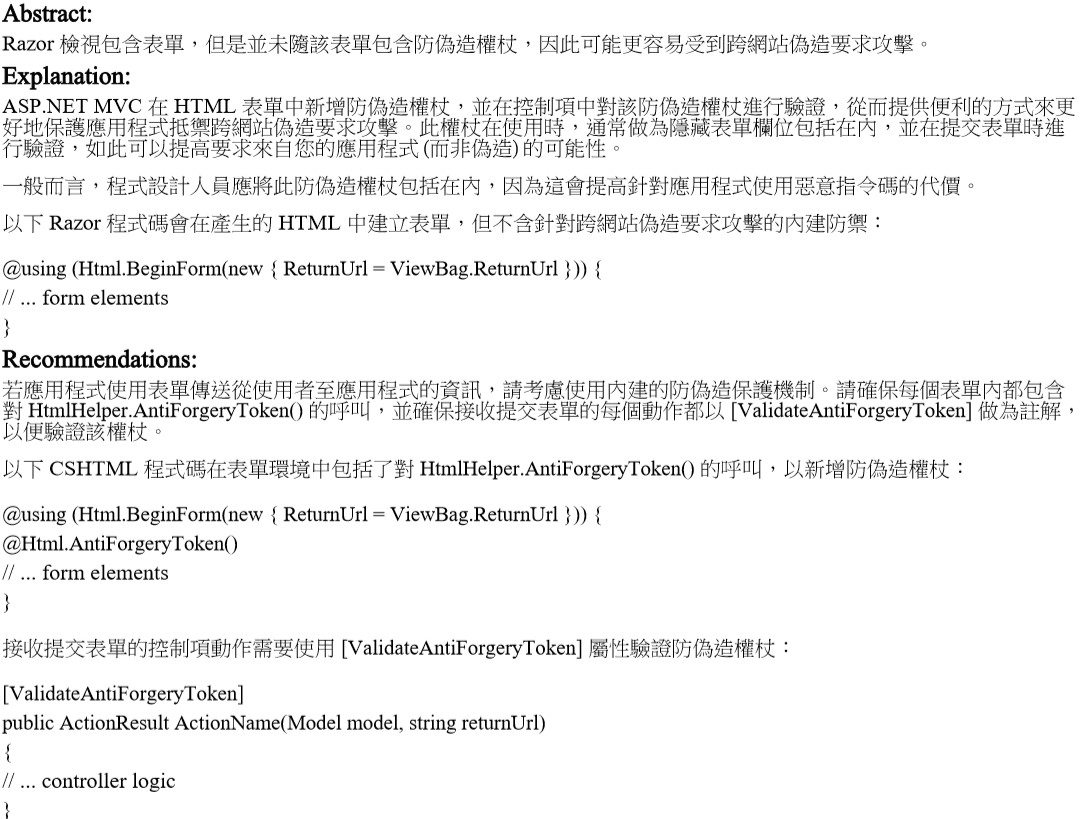 Abstract:
Razor 檢視包含表單，但是並未隨該表單包含防偽造權杖，因此可能更容易受到跨網站偽造要求攻擊。
Explanation:
ASP.NET MVC 在 HTML 表單中新增防偽造權杖，並在控制項中對該防偽造權杖進行驗證，從而提供便利的方式來更
好地保護應用程式抵禦跨網站偽造要求攻擊。此權杖在使用時，通常做為隱藏表單欄位包括在內，並在提交表單時進
行驗證，如此可以提高要求來自您的應用程式 (而非偽造) 的可能性。
一般而言，程式設計人員應將此防偽造權杖包括在內，因為這會提高針對應用程式使用惡意指令碼的代價。
以下 Razor 程式碼會在產生的 HTML 中建立表單，但不含針對跨網站偽造要求攻擊的內建防禦：
@using (Html.BeginForm(new { ReturnUrl = ViewBag.ReturnUrl })) {
// ... form elements
}
Recommendations:
若應用程式使用表單傳送從使用者至應用程式的資訊，請考慮使用內建的防偽造保護機制。請確保每個表單內都包含
對 HtmlHelper.AntiForgeryToken() 的呼叫，並確保接收提交表單的每個動作都以 [ValidateAntiForgeryToken] 做為註解，
以便驗證該權杖。
以下 CSHTML 程式碼在表單環境中包括了對 HtmlHelper.AntiForgeryToken() 的呼叫，以新增防偽造權杖：
@using (Html.BeginForm(new { ReturnUrl = ViewBag.ReturnUrl })) {
@Html.AntiForgeryToken()
// ... form elements
}
接收提交表單的控制項動作需要使用 [ValidateAntiForgeryToken] 屬性驗證防偽造權杖：
[ValidateAntiForgeryToken]
public ActionResult ActionName(Model model, string returnUrl)
{
// ... controller logic
}